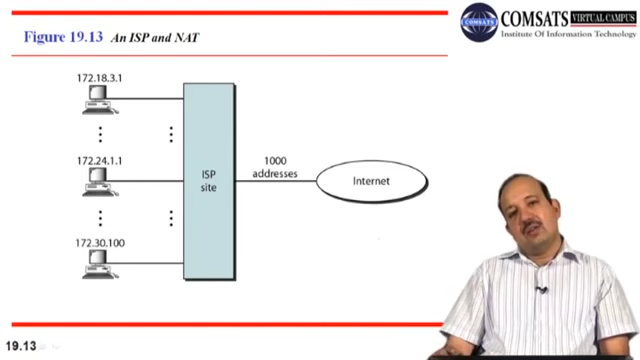 Figure 19.13 An ISP and NAT
COMSATS VIRTUAL CAMPUS
Institute Of Information Technology
COMSATS
172.18.3.1
172.24.1.1
172.30.100
ISP
site
1000
addresses
Internet
19.13